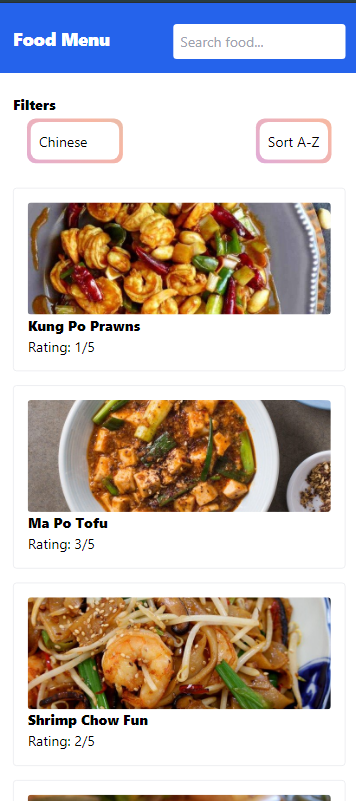 Food Menu
Search food...
Filters
Chinese
Sort A-Z
Kung Po Prawns
Rating: 1/5
Ma Po Tofu
Rating: 3/5
Shrimp Chow Fun
Rating: 2/5